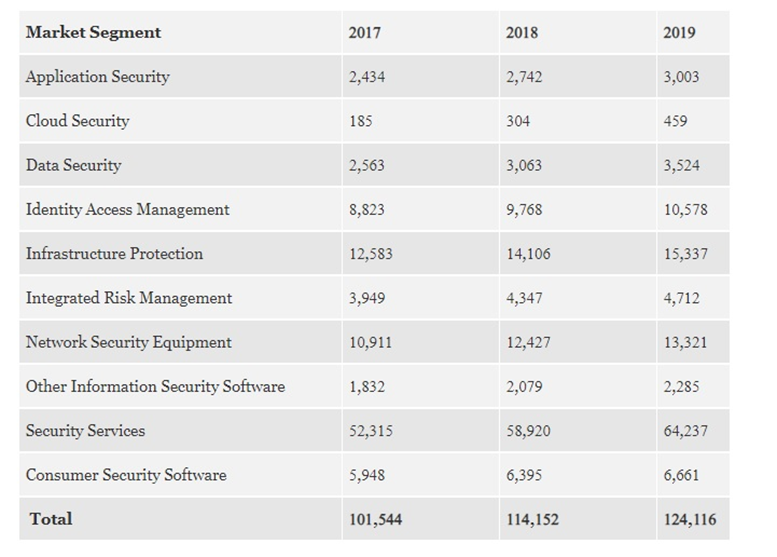 Market Segment 2017 2018 2019
Application Security 2,434 2,742 3,003
Cloud Security 185 304 459
Data Security 2,563 3,063 3,524
Identity Access Management 8,823 9,768 10,578
Infrastructure Protection 12,583 14,106 15,337
Integrated Risk Management 3,949 4,347 4,712
Network Security Equipment 10,911 12,427 13,321
Other Information Security Software 1,832 2,079 2,285
Security Services 52,315 58,920 64,237
Consumer Security Software 5,948 6,395 6,661
Total 101,544 114,152 124,116